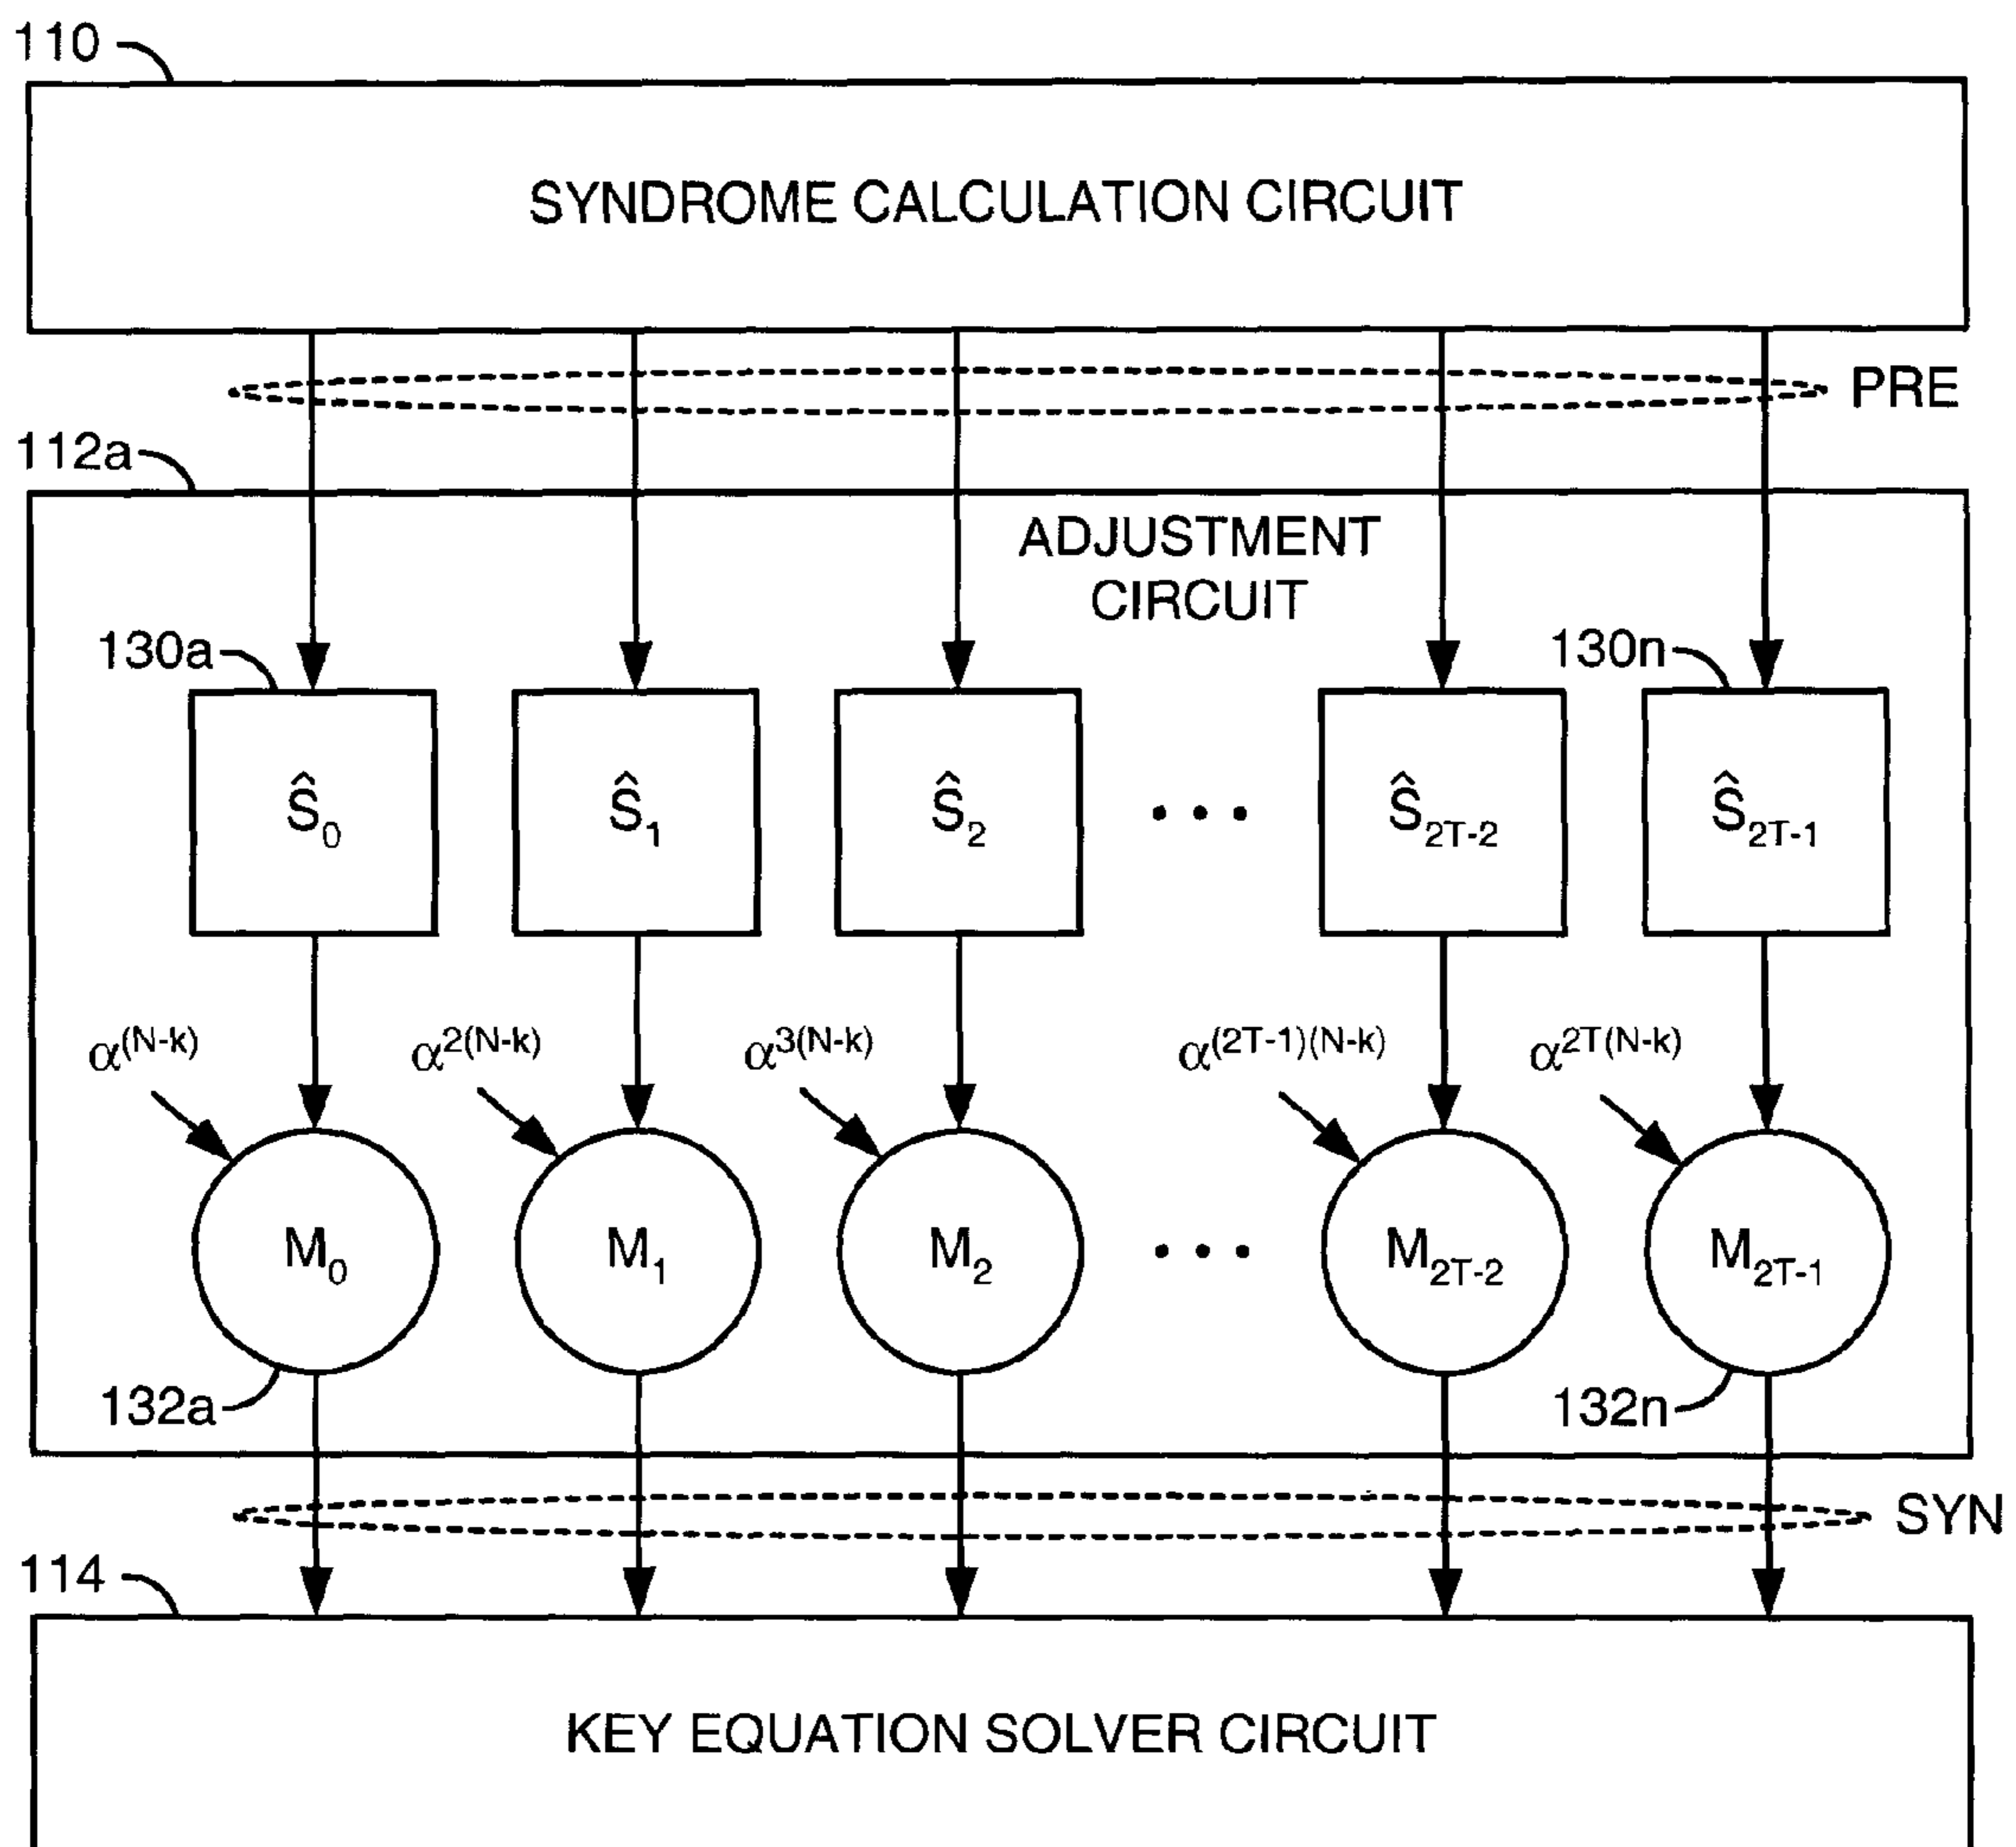 110
SYNDROME CALCULATION CIRCUIT
PRE
112a
ADJUSTMENT
CIRCUIT
130a
130n
Ŝ0 Ŝ1 Ŝ2 • • • Ŝ2T-2 Ŝ2T-1
α(N-k) α2(N-k) α3(N-k) α(2T-1)(N-k) α2T(N-k)
M0 M1 M2 • • • M2T-2 M2T-1
132a
132n
SYN
114
KEY EQUATION SOLVER CIRCUIT